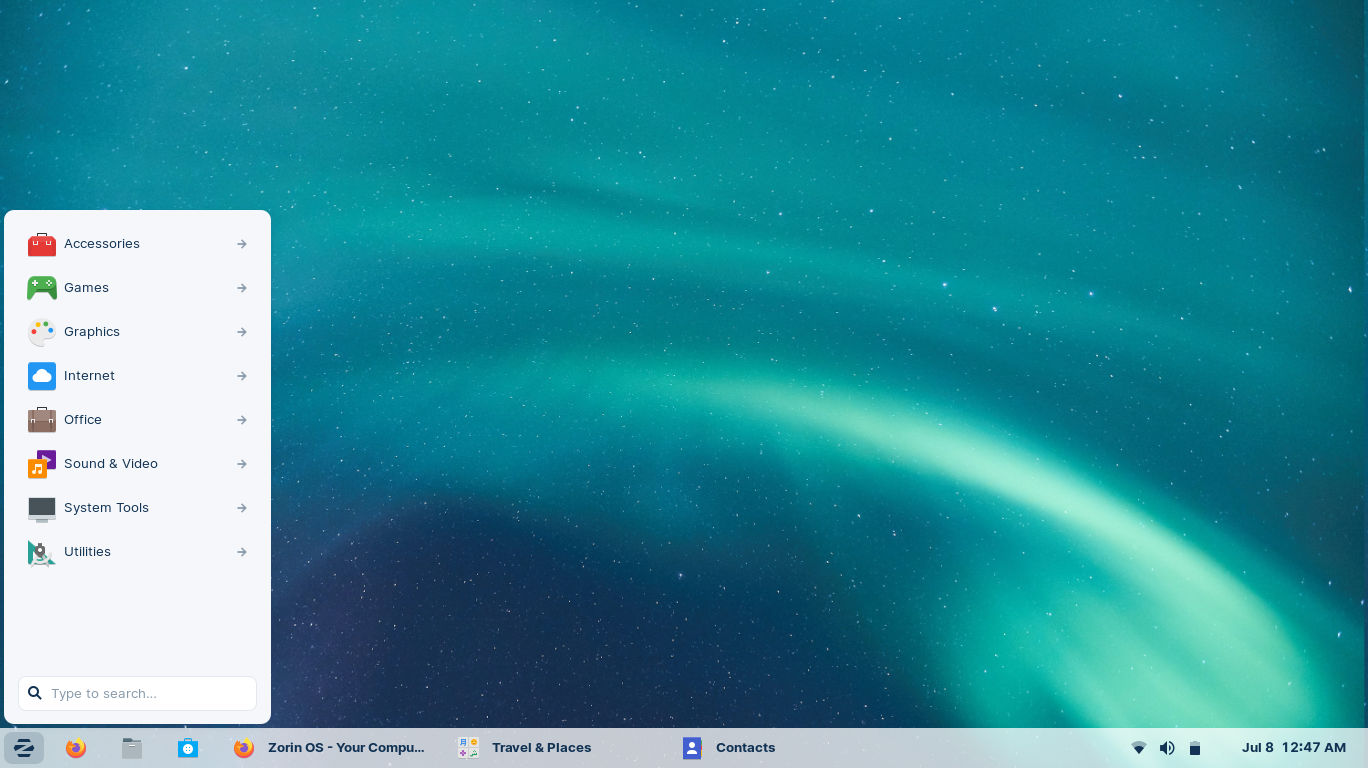 Accessories
Games
Graphics
Internet
Office
Sound & Video
System Tools
Utilities
Type to search...
Zorin OS - Your Compu... Travel & Places Contacts Jul 8 12:47 AM